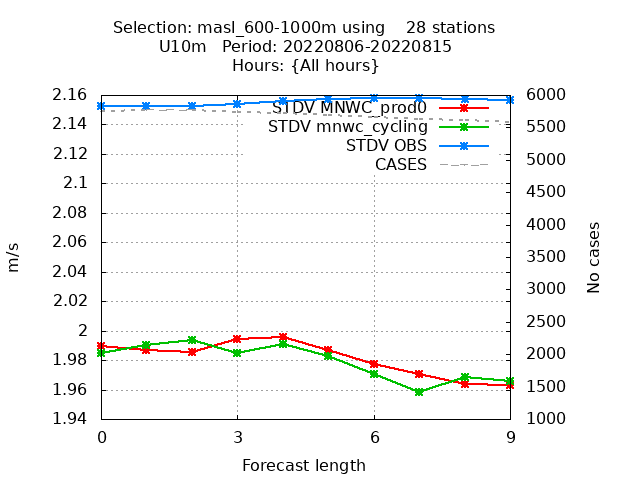 Selection: masl_600-1000m using    28 stations
U10m   Period: 20220806-20220815
Hours: {All hours}
2.16
2.14
2.12
2.1
2.08
2.06
2.04
2.02
2
1.98
1.96
1.94
m/s
STDV MNWC_prod0
STDV mnwc_cycling
STDV OBS
CASES
6000
5500
5000
4500
4000
3500
3000
2500
2000
1500
1000
No cases
0 3 6 9
Forecast length